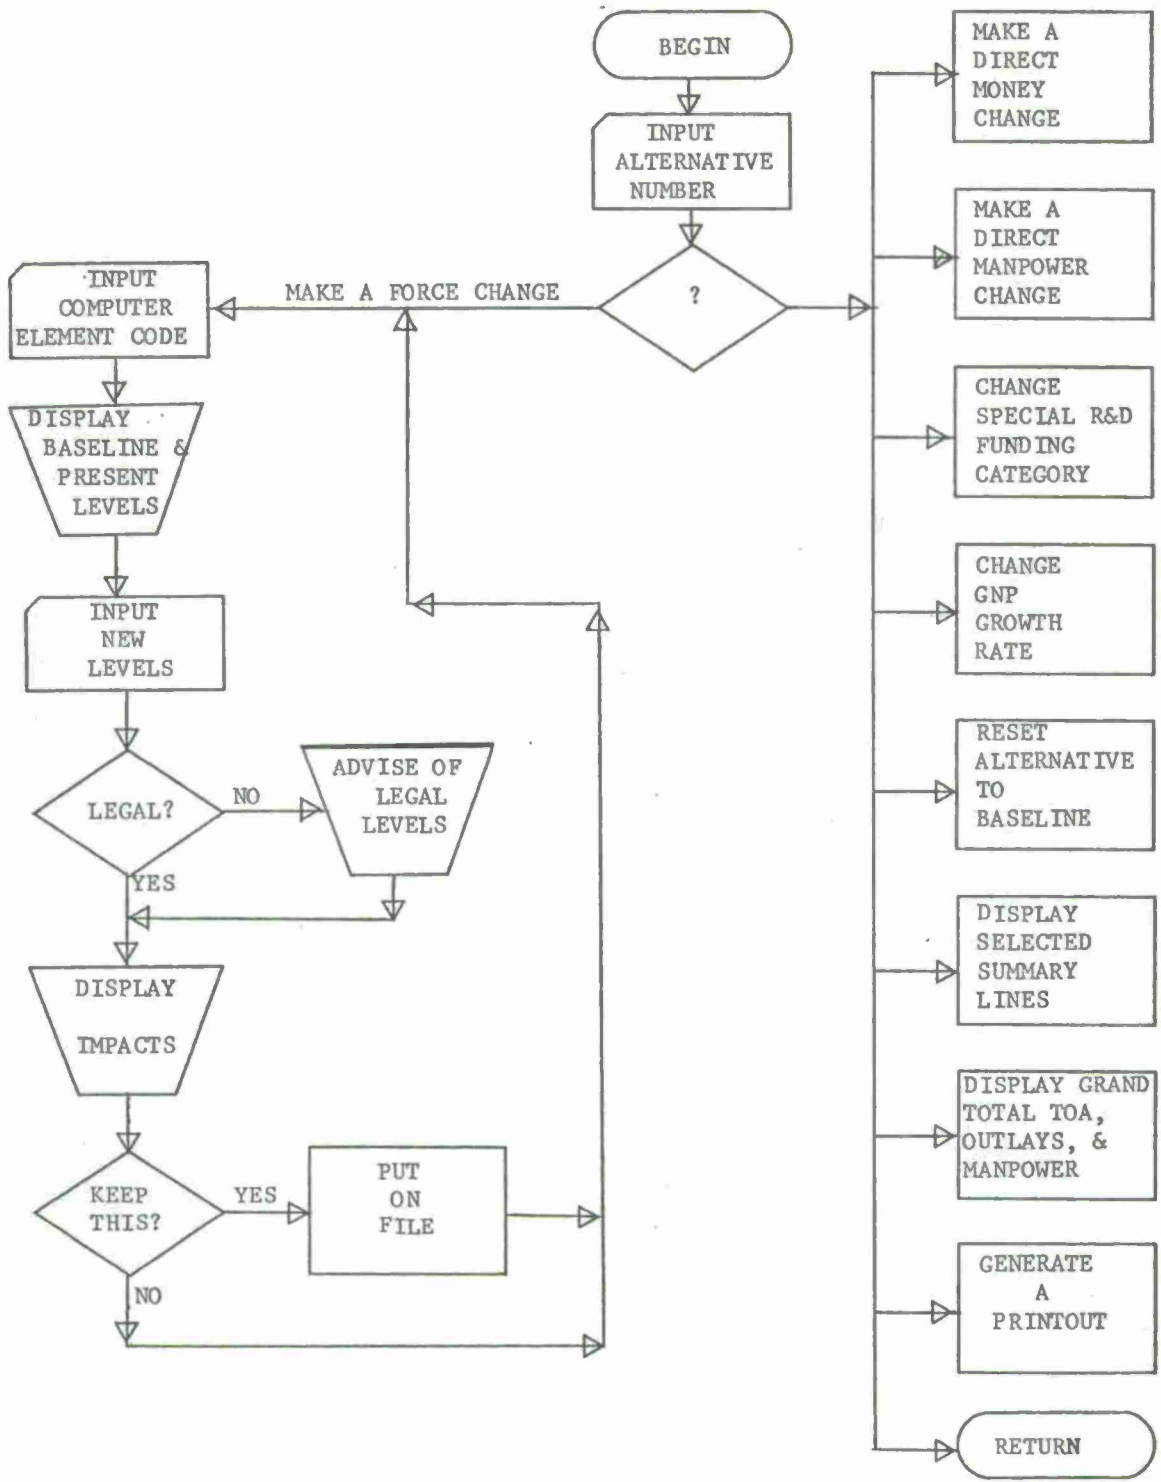 BEGIN
INPUT
ALTERNATIVE
NUMBER
?
MAKE A FORCE CHANGE
INPUT
COMPUTER
ELEMENT CODE
DISPLAY
BASELINE &
PRESENT
LEVELS
INPUT
NEW
LEVELS
LEGAL?
NO
ADVISE OF
LEGAL
LEVELS
YES
DISPLAY
IMPACTS
KEEP
THIS?
YES
PUT
ON
FILE
NO
MAKE A
DIRECT
MONEY
CHANGE
MAKE A
DIRECT
MANPOWER
CHANGE
CHANGE
SPECIAL R&D
FUNDING
CATEGORY
CHANGE
GNP
GROWTH
RATE
RESET
ALTERNATIVE
TO
BASELINE
DISPLAY
SELECTED
SUMMARY
LINES
DISPLAY GRAND
TOTAL TOA,
OUTLAYS, &
MANPOWER
GENERATE
A
PRINTOUT
RETURN